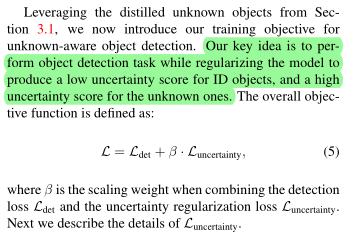 Leveraging the distilled unknown objects from Sec-
tion 3.1, we now introduce our training objective for
unknown-aware object detection. Our key idea is to per-
form object detection task while regularizing the model to
produce a low uncertainty score for ID objects, and a high
uncertainty score for the unknown ones. The overall objec-
tive function is defined as:
ℒ = ℒdet + β · ℒuncertainty, (5)
where β is the scaling weight when combining the detection
loss ℒdet and the uncertainty regularization loss ℒuncertainty.
Next we describe the details of ℒuncertainty.